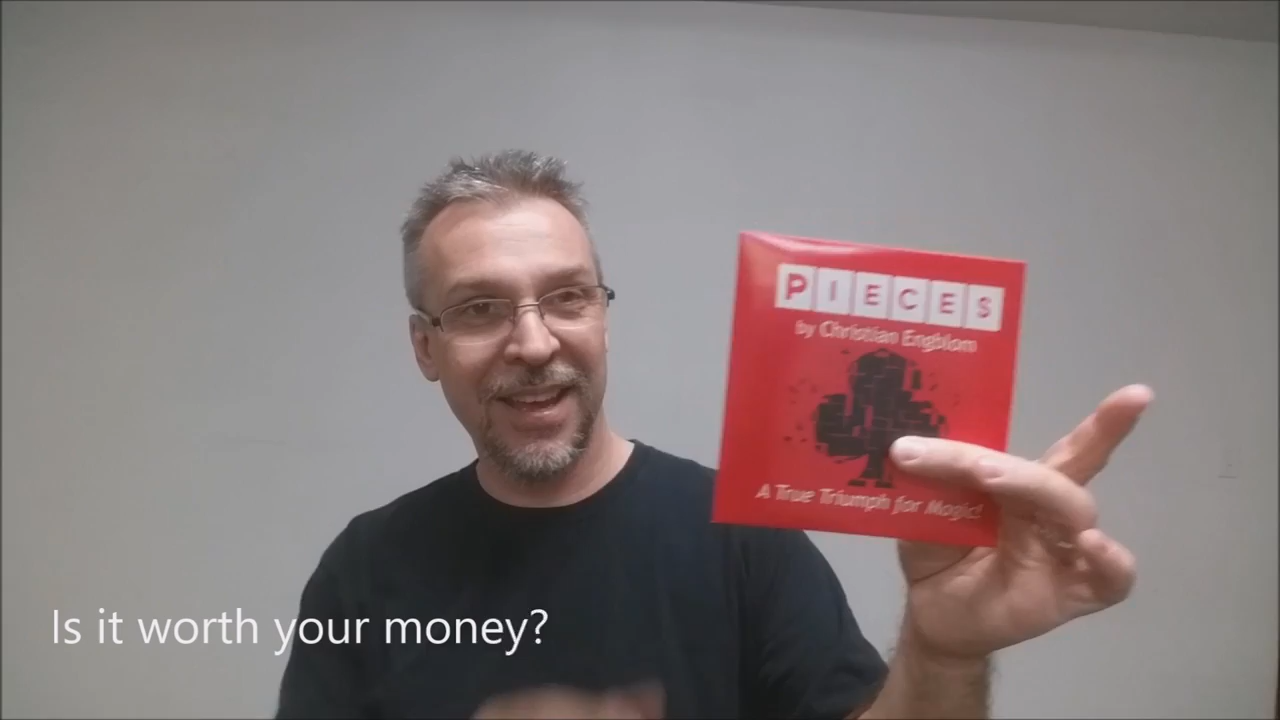 PIECES
by Christian Engblom
A True Triumph for Magic!
Is it worth your money?